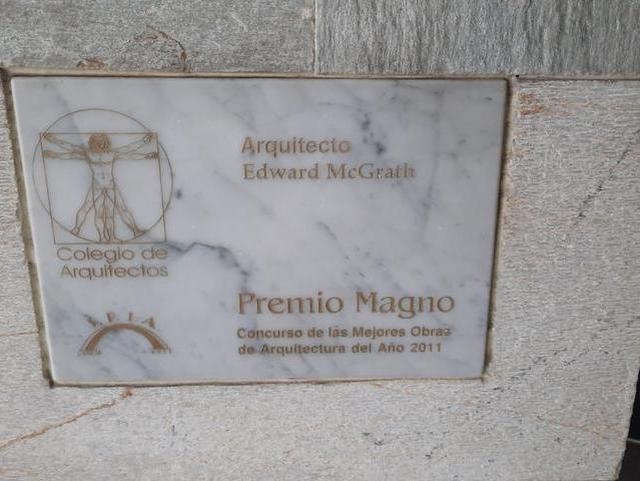 Arquitecto
Edward McGrath
Colegio de
Arquitectos
Premio Magno
Concurso de las Mejores Obras
de Arquitectura del Año 2011